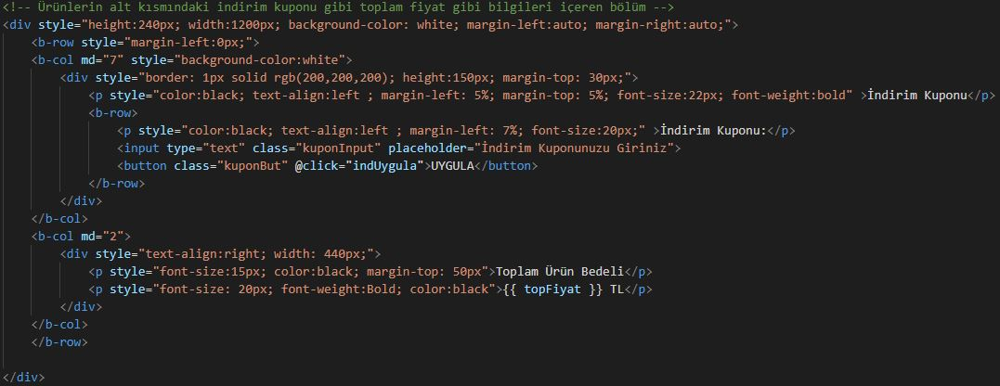 <!-- Ürünlerin alt kısmındaki indirim kuponu gibi toplam fiyat gibi bilgileri içeren bölüm -->
<div style="height:240px; width:1200px; background-color: white; margin-left:auto; margin-right:auto;">
    <b-row style="margin-left:0px;">
    <b-col md="7" style="background-color:white">
        <div style="border: 1px solid rgb(200,200,200); height:150px; margin-top: 30px;">
            <p style="color:black; text-align:left ; margin-left: 5%; margin-top: 5%; font-size:22px; font-weight:bold" >İndirim Kuponu</p>
            <b-row>
                <p style="color:black; text-align:left ; margin-left: 7%; font-size:20px;" >İndirim Kuponu:</p>
                <input type="text" class="kuponInput" placeholder="İndirim Kuponunuzu Giriniz">
                <button class="kuponBut" @click="indUygula">UYGULA</button>
            </b-row>
        </div>
    </b-col>
    <b-col md="2">
        <div style="text-align:right; width: 440px;">
            <p style="font-size:15px; color:black; margin-top: 50px">Toplam Ürün Bedeli</p>
            <p style="font-size: 20px; font-weight:Bold; color:black">{{ topFiyat }} TL</p>
        </div>
    </b-col>
    </b-row>

</div>